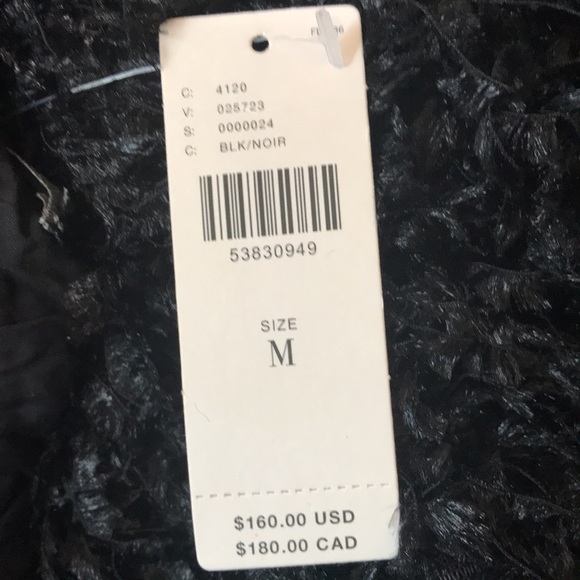 C: 4120
V: 025723
S: 0000024
C: BLK/NOIR
53830949
SIZE
M
$160.00 USD
$180.00 CAD